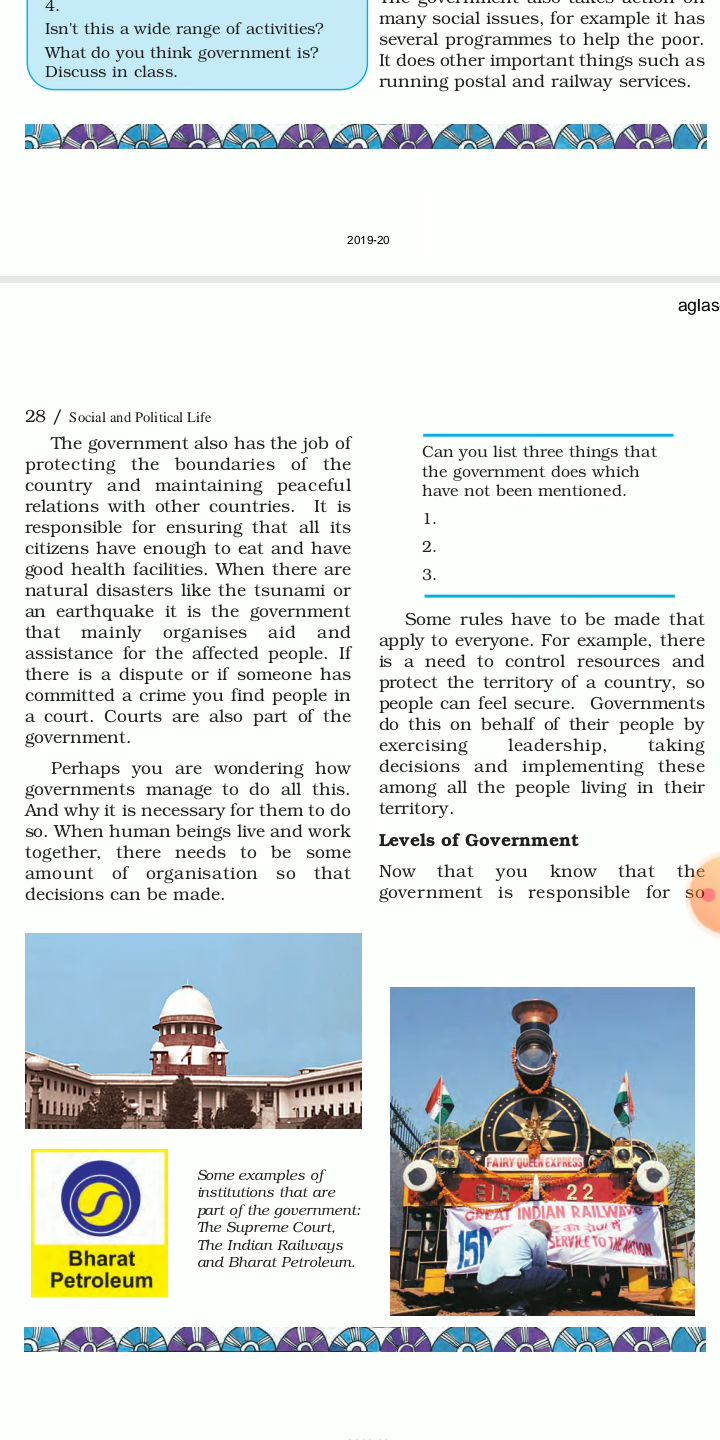 4.
Isn't this a wide range of activities?
What do you think government is?
Discuss in class.
The government also takes action on
many social issues, for example it has
several programmes to help the poor.
It does other important things such as
running postal and railway services.
2019-20
aglas
28 / Social and Political Life
The government also has the job of
protecting the boundaries of the
country and maintaining peaceful
relations with other countries. It is
responsible for ensuring that all its
citizens have enough to eat and have
good health facilities. When there are
natural disasters like the tsunami or
an earthquake it is the government
that mainly organises aid and
assistance for the affected people. If
there is a dispute or if someone has
committed a crime you find people in
a court. Courts are also part of the
government.
Perhaps you are wondering how
governments manage to do all this.
And why it is necessary for them to do
so. When human beings live and work
together, there needs to be some
amount of organisation so that
decisions can be made.
Can you list three things that
the government does which
have not been mentioned.
1.
2.
3.
Some rules have to be made that
apply to everyone. For example, there
is a need to control resources and
protect the territory of a country, so
people can feel secure. Governments
do this on behalf of their people by
exercising leadership, taking
decisions and implementing these
among all the people living in their
territory.
Levels of Government
Now that you know that the
government is responsible for so
Bharat
Petroleum
Some examples of
institutions that are
part of the government:
The Supreme Court,
The Indian Railways
and Bharat Petroleum.
FAIRY QUEEN EXPRESS
EIR 22
GREAT INDIAN RAILWAYS
की सेवा में
150
SERVICE TO THE NATION